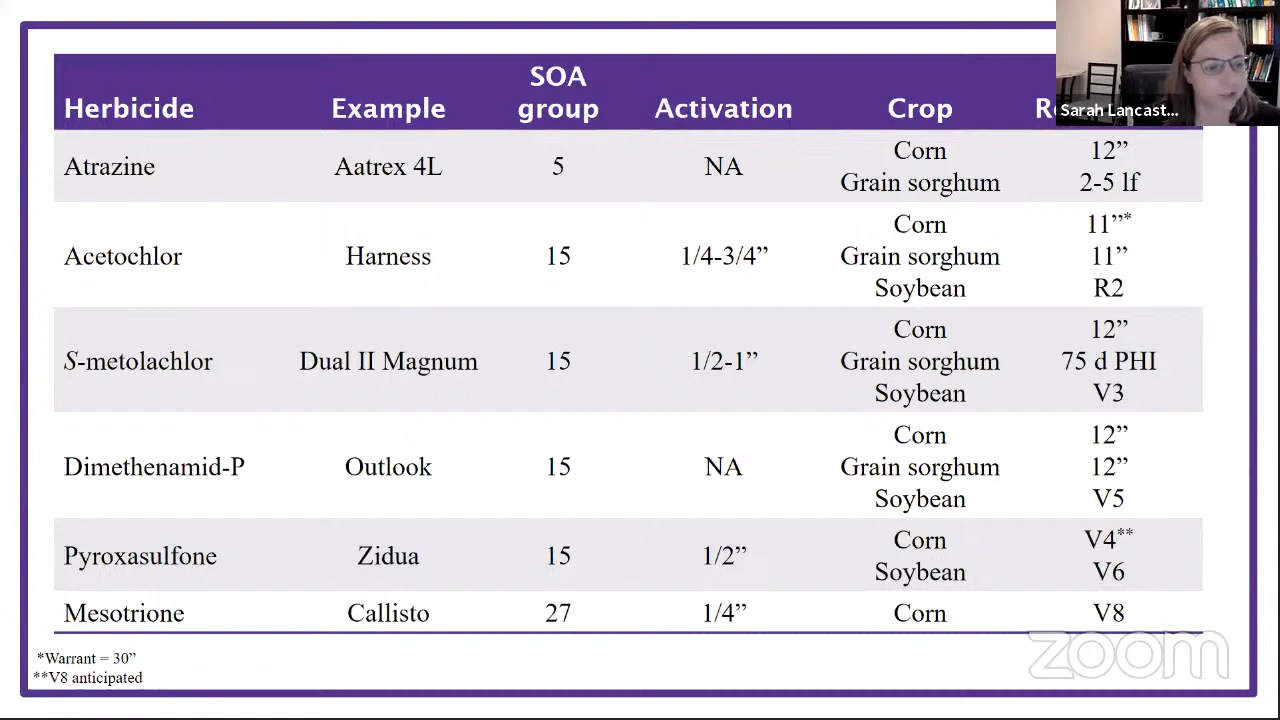 Herbicide Example SOA group Activation Crop
Sarah Lancast...
Atrazine Aatrex 4L 5 NA Corn 12”
Grain sorghum 2-5 lf
Acetochlor Harness 15 1/4-3/4” Corn 11”*
Grain sorghum 11”
Soybean R2
S-metolachlor Dual II Magnum 15 1/2-1” Corn 12”
Grain sorghum 75 d PHI
Soybean V3
Dimethenamid-P Outlook 15 NA Corn 12”
Grain sorghum 12”
Soybean V5
Pyroxasulfone Zidua 15 1/2” Corn V4**
Soybean V6
Mesotrione Callisto 27 1/4” Corn V8
*Warrant = 30”
**V8 anticipated
zoom